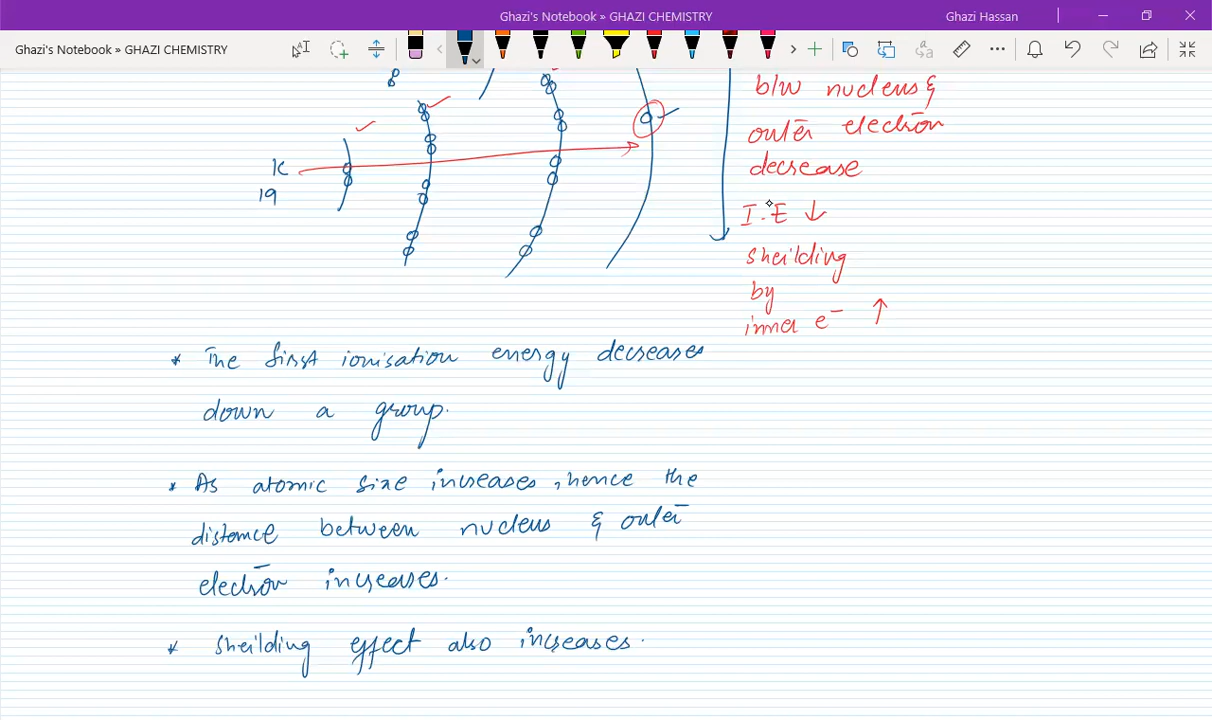 Ghazi's Notebook » GHAZI CHEMISTRY
Ghazi Hassan
Ghazi's Notebook » GHAZI CHEMISTRY
8
K
19
b/w nucleus &
outer electron
decrease
I.E ↓
sheilding
by
inner e⁻ ↑
* The first ionisation energy decreases
down a group.
* As atomic size increases, hence the
distance between nucleus & outer
electron increases.
* Sheilding effect also increases.